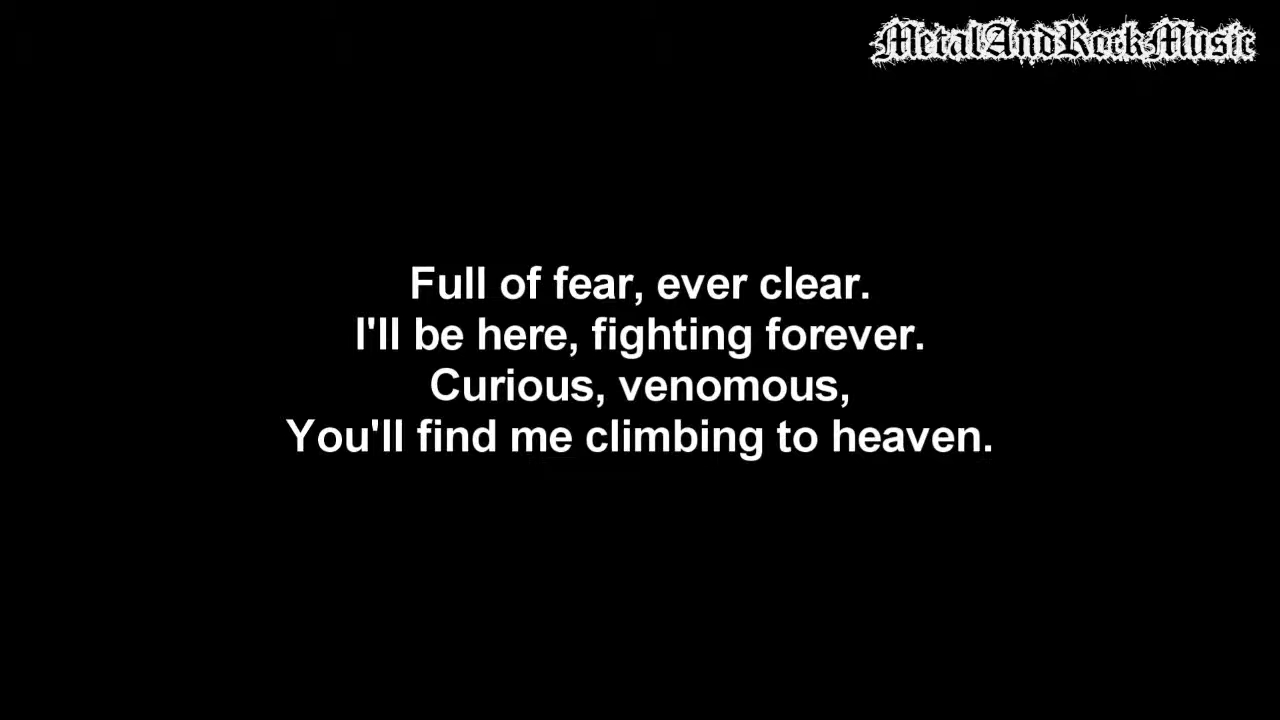 MetalAndRockMusic
Full of fear, ever clear.
I'll be here, fighting forever.
Curious, venomous,
You'll find me climbing to heaven.